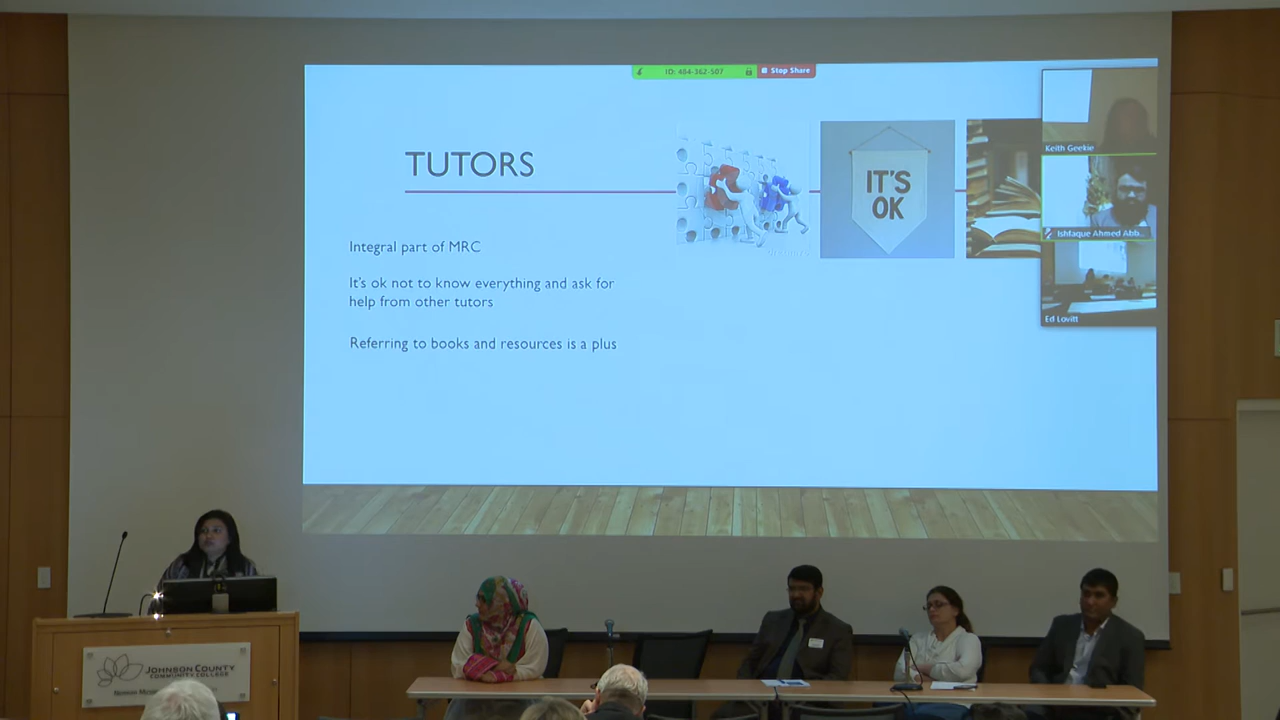 ID: 484-362-507
Stop Share
TUTORS
IT'S
OK
Keith Geekie
Ishfaque Ahmed Abb...
Ed Lovitt
Integral part of MRC
It's ok not to know everything and ask for
help from other tutors
Referring to books and resources is a plus
JOHNSON COUNTY
COMMUNITY COLLEGE